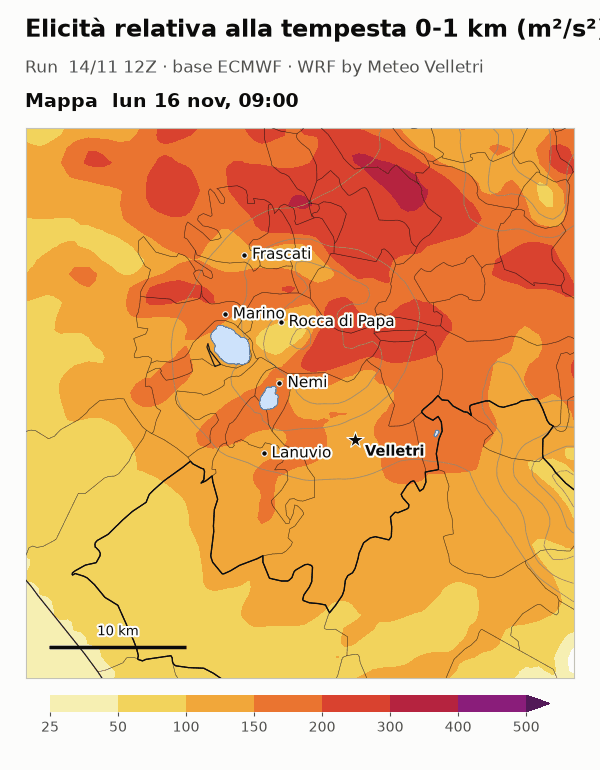 Elicità relativa alla tempesta 0-1 km (m²/s²)
Run 14/11 12Z · base ECMWF · WRF by Meteo Velletri
Mappa lun 16 nov, 09:00
Frascati
Marino
Rocca di Papa
Nemi
Velletri
Lanuvio
10 km
25 50 100 150 200 300 400 500